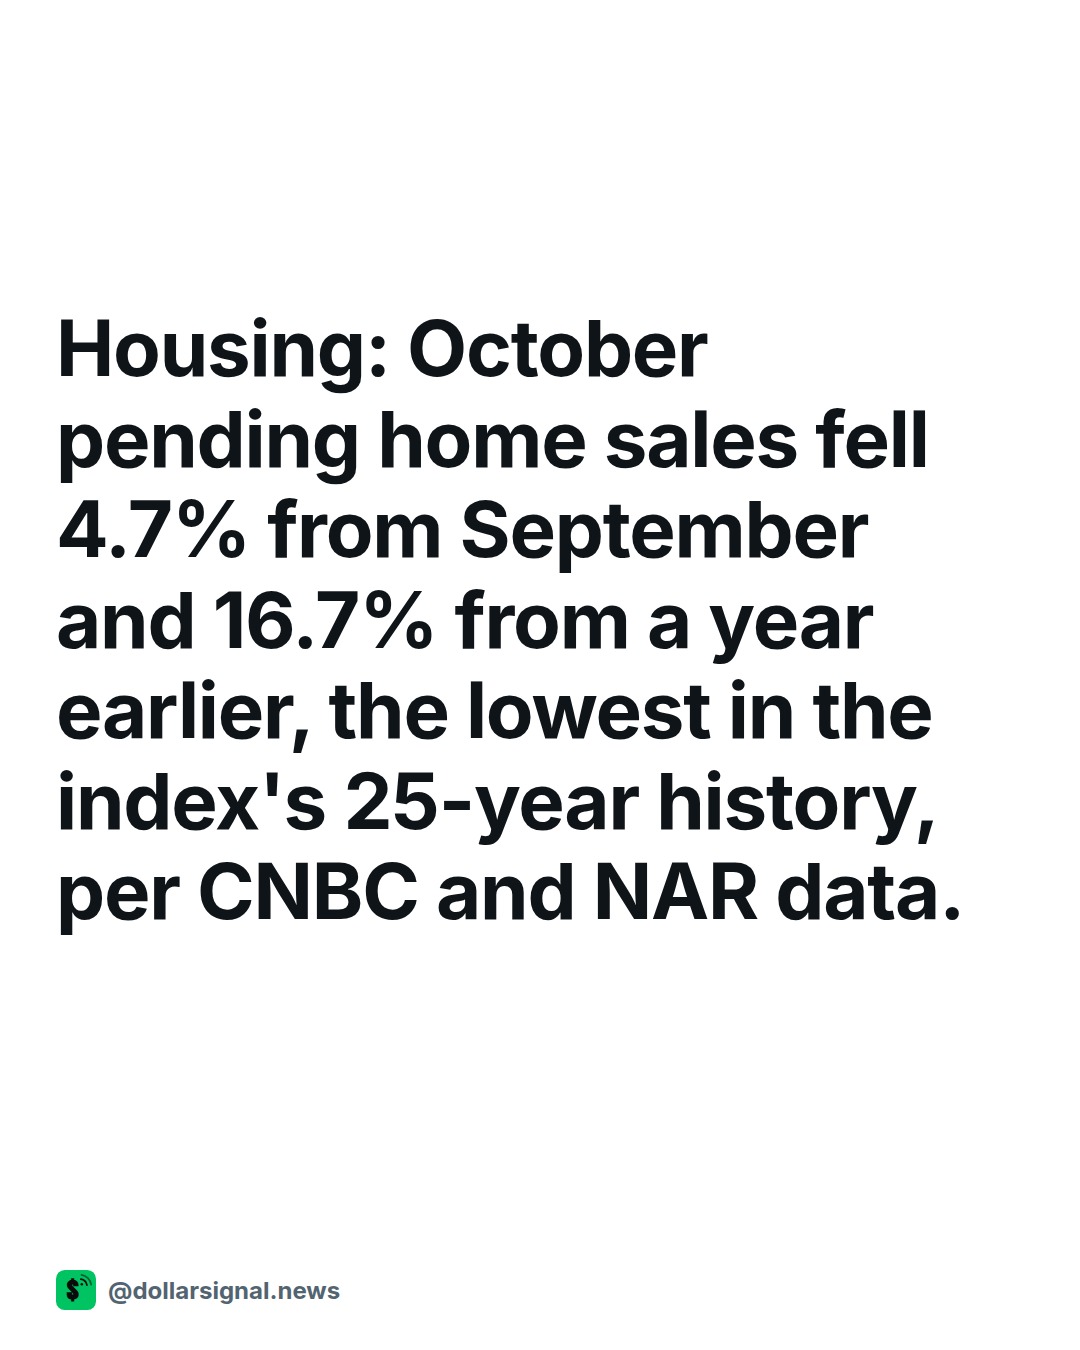 Housing: October
pending home sales fell
4.7% from September
and 16.7% from a year
earlier, the lowest in the
index's 25-year history,
per CNBC and NAR data.
$
@dollarsignal.news